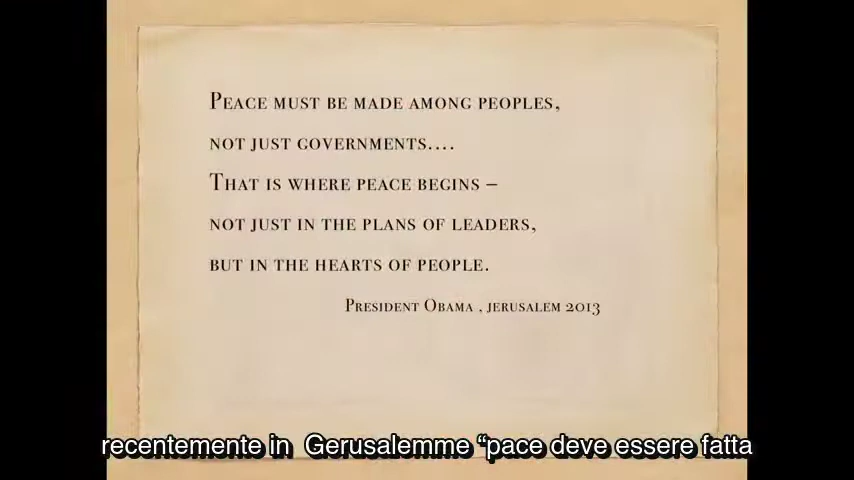 Peace must be made among peoples,
not just governments....
That is where peace begins –
not just in the plans of leaders,
but in the hearts of people.
President Obama , jerusalem 2013
recentemente in  Gerusalemme “pace deve essere fatta